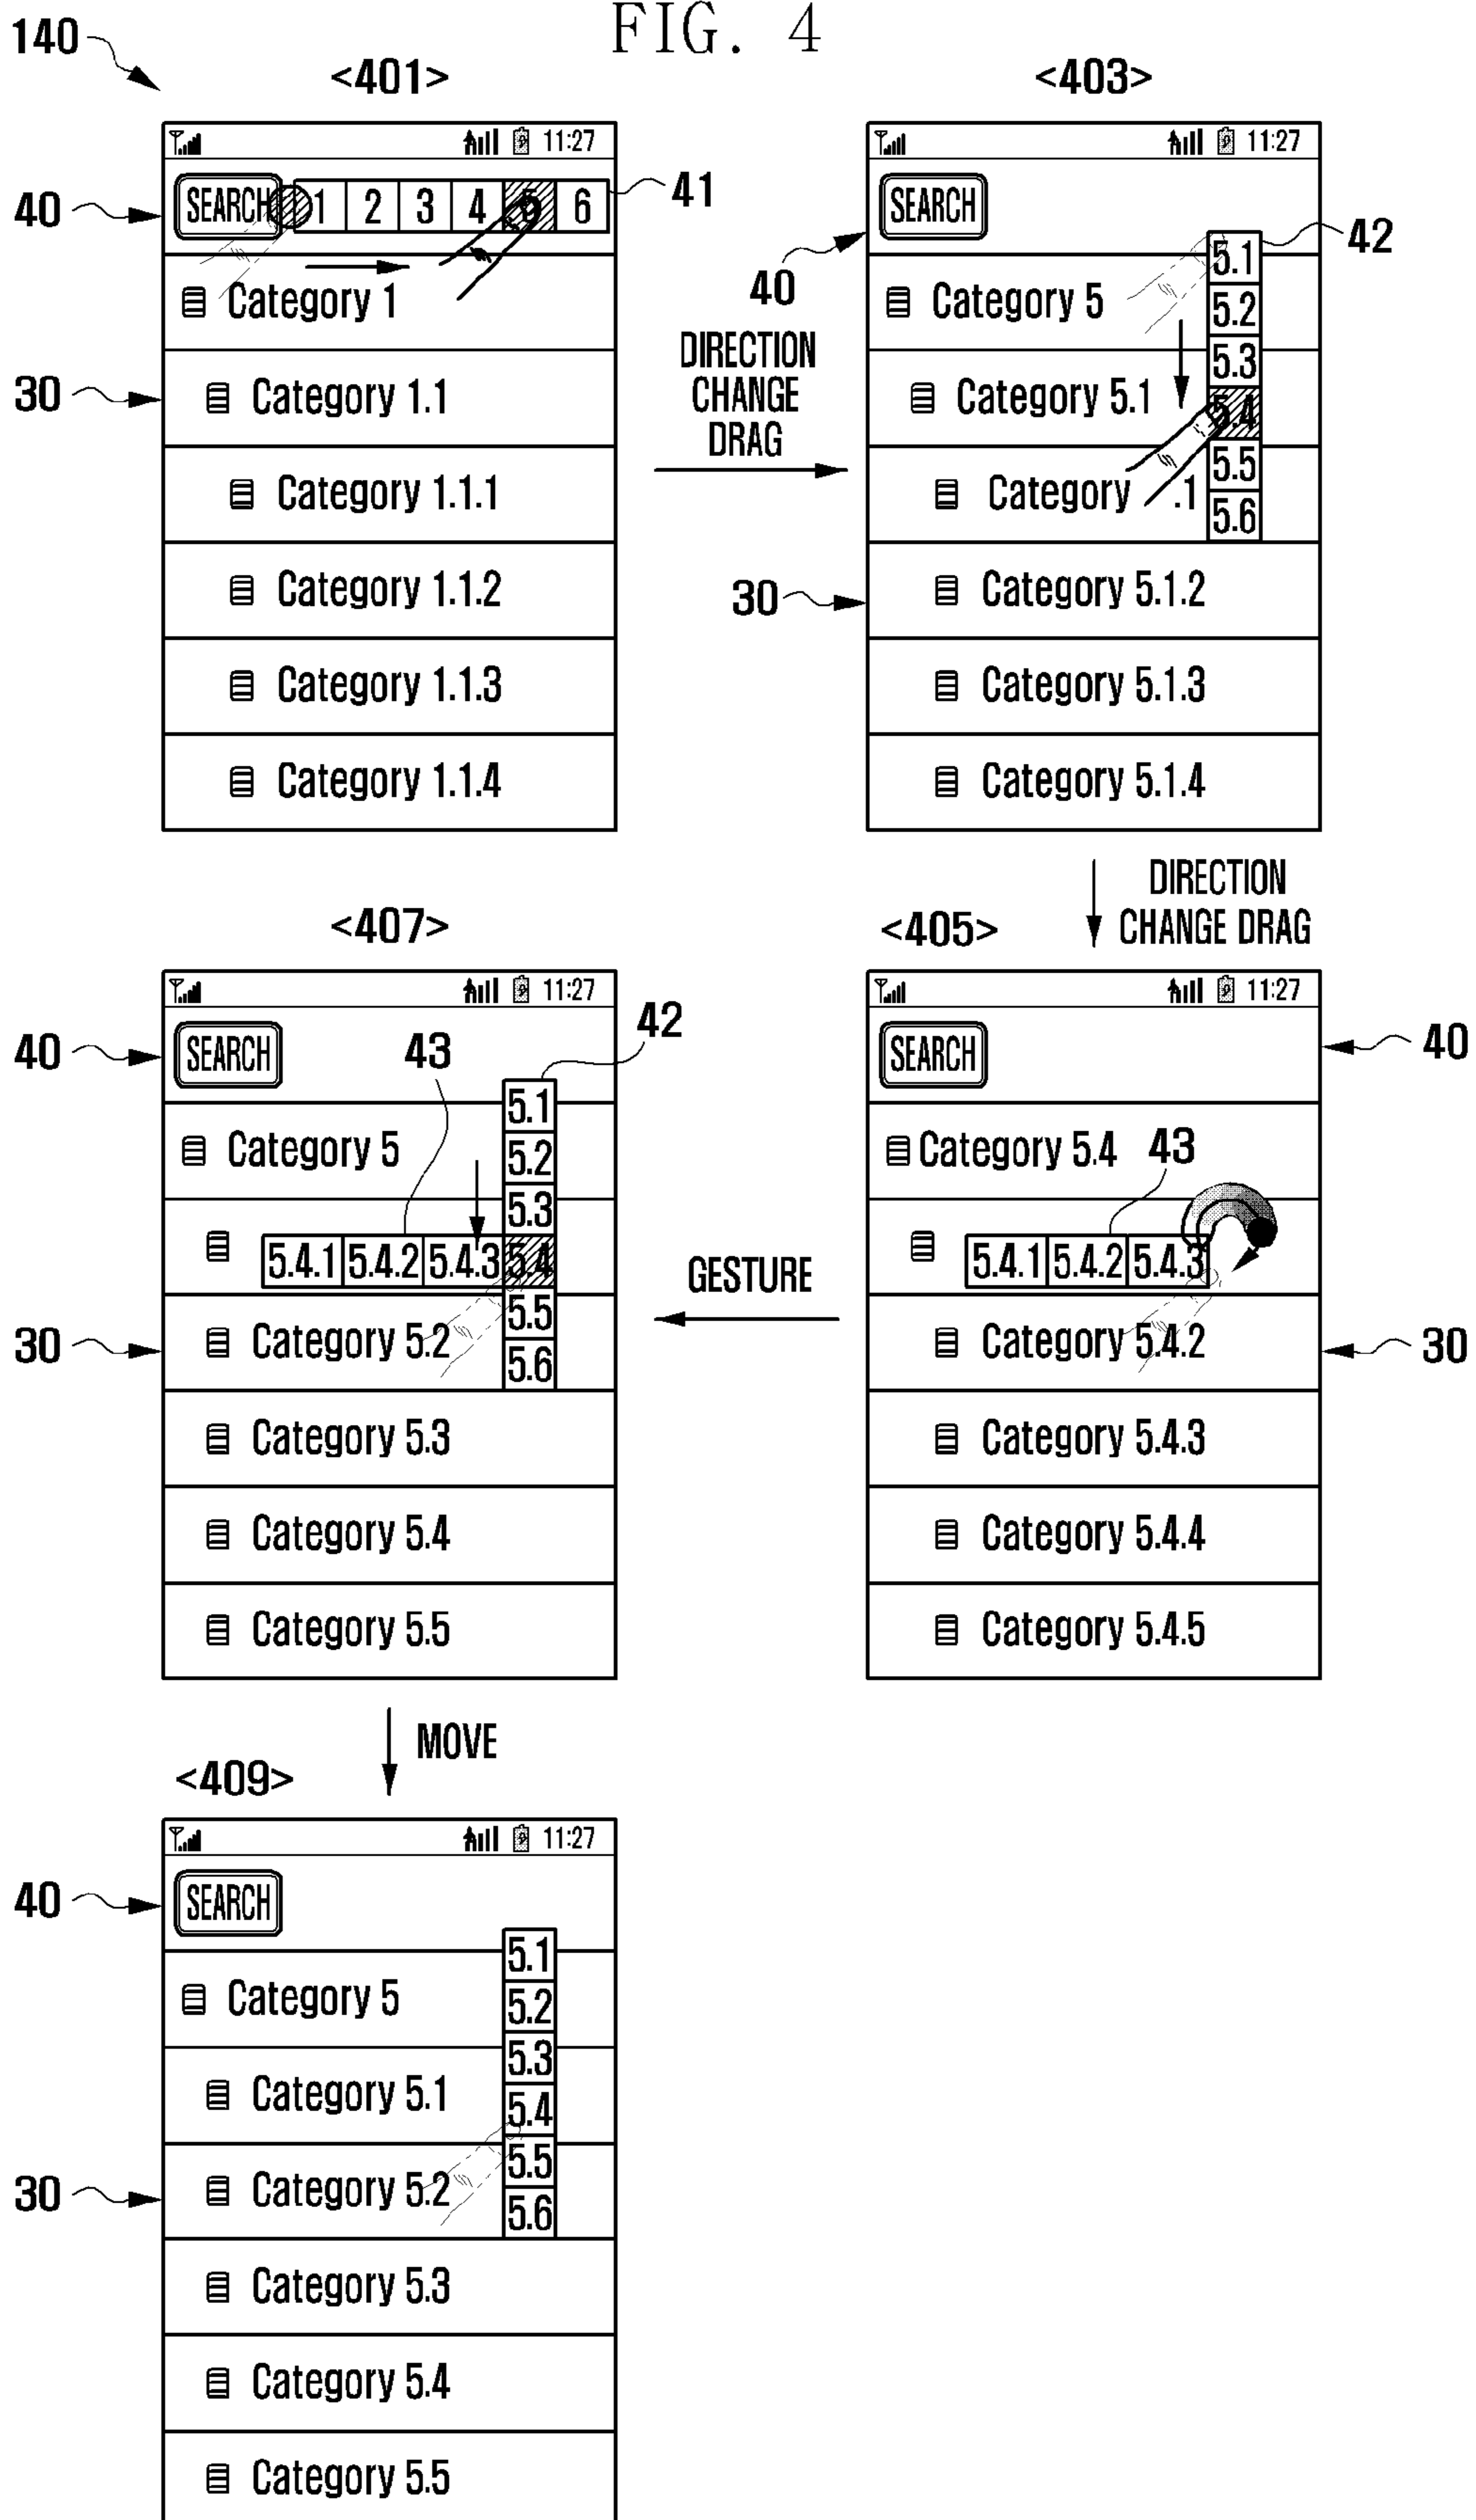 FIG. 4
140
<401>
11:27
40
SEARCH
1 2 3 4 5 6
41
Category 1
30
Category 1.1
Category 1.1.1
Category 1.1.2
Category 1.1.3
Category 1.1.4
DIRECTION
CHANGE
DRAG
<403>
11:27
SEARCH
40
42
5.1
5.2
5.3
5.4
5.5
5.6
Category 5
Category 5.1
Category .1
30
Category 5.1.2
Category 5.1.3
Category 5.1.4
DIRECTION
CHANGE DRAG
<405>
11:27
SEARCH
40
Category 5.4
43
5.4.1 5.4.2 5.4.3
Category 5.4.2
30
Category 5.4.3
Category 5.4.4
Category 5.4.5
GESTURE
<407>
11:27
40
SEARCH
43
42
5.1
5.2
5.3
Category 5
5.4.1 5.4.2 5.4.3 5.4
5.5
5.6
30
Category 5.2
Category 5.3
Category 5.4
Category 5.5
MOVE
<409>
11:27
40
SEARCH
5.1
5.2
5.3
5.4
5.5
5.6
Category 5
Category 5.1
30
Category 5.2
Category 5.3
Category 5.4
Category 5.5